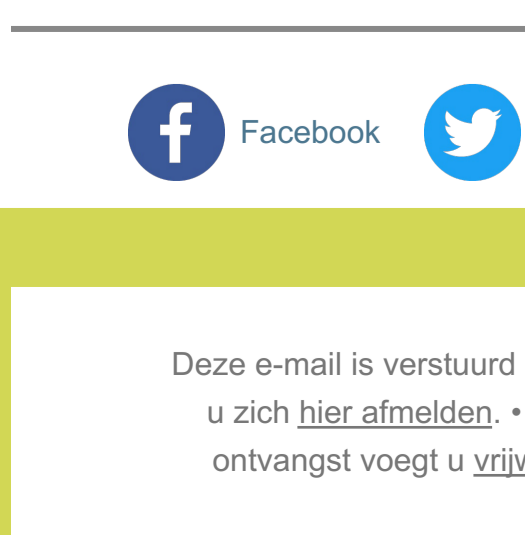 Facebook
Deze e-mail is verstuurd
u zich hier afmelden. •
ontvangst voegt u